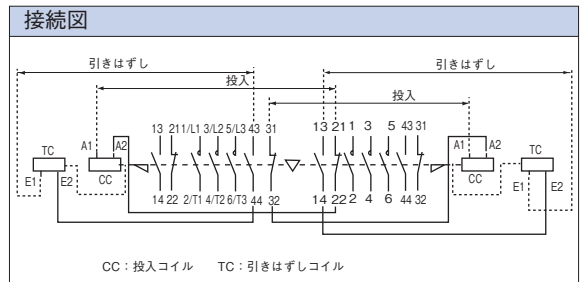 接続図
引きはずし 引きはずし
投入
投入
13 21 1/L1 3/L2 5/L3 43 31 13 21 1 3 5 43 31
A1 A2 A1 A2
TC CC CC TC
E1 E2 E1 E2
14 22 2/T1 4/T2 6/T3 44 32 14 22 2 4 6 44 32
CC：投入コイル TC：引きはずしコイル